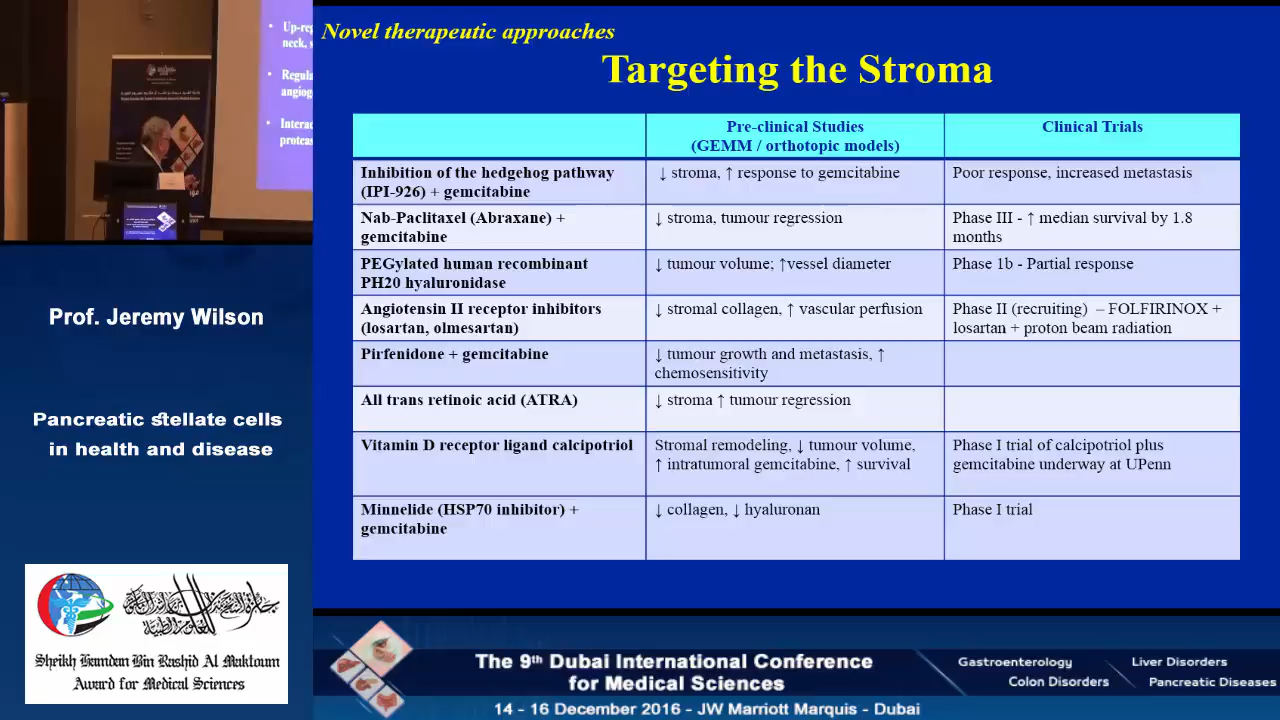 Up-reg
neck, s
Regula
angiog
Interac
proteas
Novel therapeutic approaches
Targeting the Stroma
Pre-clinical Studies
(GEMM / orthotopic models)
Clinical Trials
Inhibition of the hedgehog pathway
(IPI-926) + gemcitabine
↓ stroma, ↑ response to gemcitabine
Poor response, increased metastasis
Nab-Paclitaxel (Abraxane) +
gemcitabine
↓ stroma, tumour regression
Phase III - ↑ median survival by 1.8
months
PEGylated human recombinant
PH20 hyaluronidase
↓ tumour volume; ↑vessel diameter
Phase 1b - Partial response
Angiotensin II receptor inhibitors
(losartan, olmesartan)
↓ stromal collagen, ↑ vascular perfusion
Phase II (recruiting) – FOLFIRINOX +
losartan + proton beam radiation
Pirfenidone + gemcitabine
↓ tumour growth and metastasis, ↑
chemosensitivity
All trans retinoic acid (ATRA)
↓ stroma ↑ tumour regression
Vitamin D receptor ligand calcipotriol
Stromal remodeling, ↓ tumour volume,
↑ intratumoral gemcitabine, ↑ survival
Phase I trial of calcipotriol plus
gemcitabine underway at UPenn
Minnelide (HSP70 inhibitor) +
gemcitabine
↓ collagen, ↓ hyaluronan
Phase I trial
Prof. Jeremy Wilson
Pancreatic stellate cells
in health and disease
Sheikh Hamdan Bin Rashid Al Maktoum
Award for Medical Sciences
The 9th Dubai International Conference
for Medical Sciences
Gastroenterology
Liver Disorders
Colon Disorders
Pancreatic Diseases
14 - 16 December 2016 - JW Marriott Marquis - Dubai